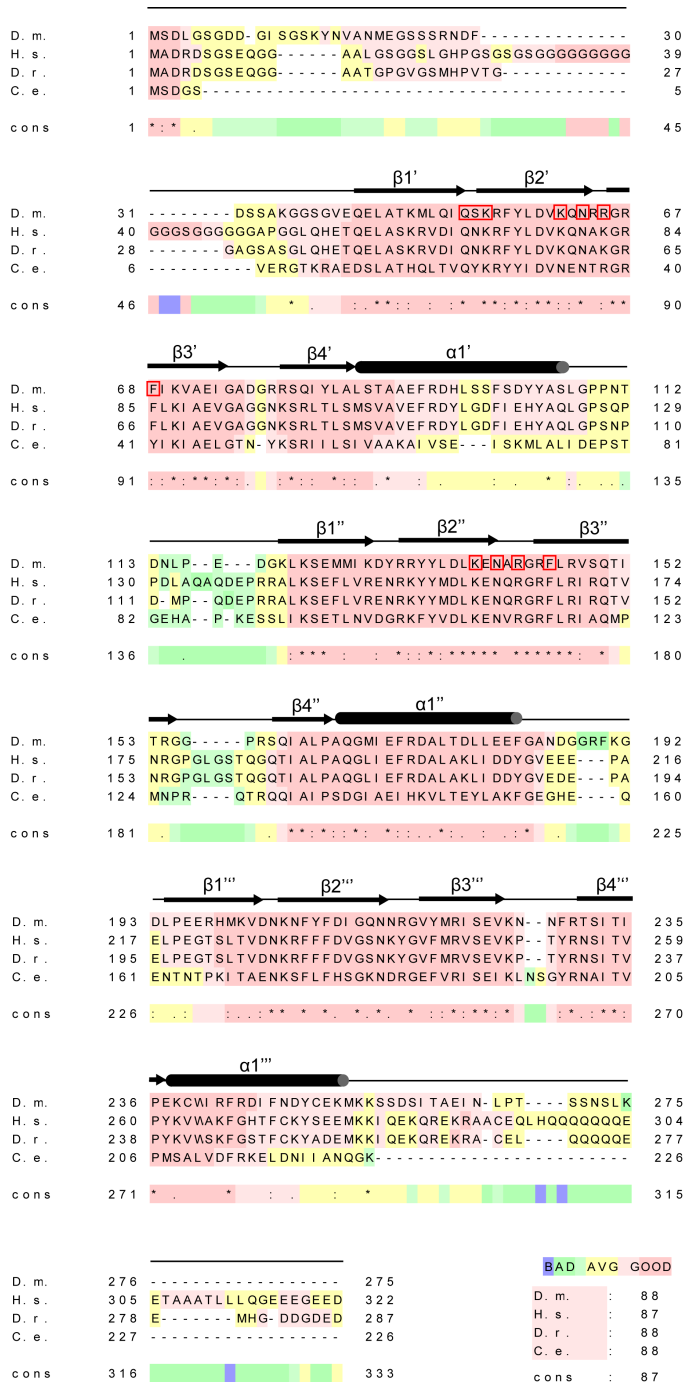 D.m. 1 MSDLGSGDD-GISGSKYNVANMEGSSSRNDF-------------- 30
H.s. 1 MADRDSGSEQGG------AALGSGGSLGHPGSGSGSGGGGGGGGG 39
D.r. 1 MADRDSGSEQGG------AATGPGVGSMHPVTG------------ 27
C.e. 1 MSDGS---------------------------------------- 5
cons 1 *:* . 45
β1' β2'
D.m. 31 --------DSSAKGGSGVEQELATKMLQIQSKRFYLDVKQNRRGR 67
H.s. 40 GGGSGGGGGGAPGGLQHETQELASKRVDIQNKRFYLDVKQNAKGR 84
D.r. 28 -------GAGSASGLQHETQELASKRVDIQNKRFYLDVKQNAKGR 65
C.e. 6 ----------VERGTKRAEDSLATHQLTVQYKRYYIDVNENTRGR 40
cons 46 * . :.**:: : :* **:*:**::* :** 90
β3' β4' α1'
D.m. 68 FIKVAEIGADGRRSQIYLALSTAAEFRDHLSSFSDYYASLGPPNT 112
H.s. 85 FLKIAEVGAGGNKSRLTLSMSVAVEFRDYLGDFIEHYAQLGPSQP 129
D.r. 66 FLKIAEVGAGGNKSRLTLSMSVAVEFRDYLGDFIEHYAQLGPSNP 110
C.e. 41 YIKIAELGTN-YKSRIILSIVAAKAIVSE---ISKMLALIDEPST 81
cons 91 ::*:**:*: . :*:: *:: .* :. : . * :. ... 135
β1'' β2'' β3''
D.m. 113 DNLP--E--DGKLKSEMMIKDYRRYYLDLKENARGRFLRVSQTI 152
H.s. 130 PDLAQAQDEPRRALKSEFLVRENRKYYMDLKENQRGRFLRIRQTV 174
D.r. 111 D-MP--QDEPRRALKSEFLVRENRKYYMDLKENQRGRFLRIRQTV 152
C.e. 82 GEHA--P-KESSLIKSETLNVDGRKFYVDLKENVRGRFLRIAQMP 123
cons 136 . :*** : : *:*:*:***** *******: * 180
β4'' α1''
D.m. 153 TRGG-----PRSQIALPAQGMIEFRDALTDLLEEFGANDGGRFKG 192
H.s. 175 NRGPGLGSTQGQTIALPAQGLIEFRDALAKLIDDYGVEEE---PA 216
D.r. 153 NRGPGLGSTQGQTIALPAQGLIEFRDALAKLIDDYGVEDE---PA 194
C.e. 124 MNPR----QTRQQIAIPSDGIAEIHKVLTEYLAKFGEGHE----Q 160
cons 181 . . **:*::*: *::..*:. : .:* . 225
β1''' β2''' β3''' β4'''
D.m. 193 DLPEERHMKVDNKNFYFDIGQNNRGVYMRISEVKN--NFRTSITI 235
H.s. 217 ELPEGTSLTVDNKRFFFDVGSNKYGVFMRVSEVKP--TYRNSITV 259
D.r. 195 ELPEGTSLTVDNKRFFFDVGSNKYGVFMRVSEVKP--TYRNSITV 237
C.e. 161 ENTNTPKITAENKSFLFHSGKNDRGEFVRISEIKLNSGYRNAITV 205
cons 226 : .: :..:** * *. *.*. * ::*:**:* :*.:**: 270
α1'''
D.m. 236 PEKCWIRFRDIFNDYCEKMKKSSDSITAEIN-LPT----SSNSLK 275
H.s. 260 PYKVWAKFGHTFCKYSEEMKKIQEKQREKRAACEQLHQQQQQQQE 304
D.r. 238 PYKVWAKFGSTFCKYADEMKKIQEKQREKRA-CEL----QQQQQE 277
C.e. 206 PMSALVDFRKELDNIIANQGK------------------------ 226
cons 271 * . * : :. * 315
D.m. 276 ------------------ 275
H.s. 305 ETAAATLLLQGEEEGEED 322
D.r. 278 E-------MHG-DDGDED 287
C.e. 227 ------------------ 226
cons 316 333
BAD AVG GOOD
D.m. : 88
H.s. : 87
D.r. : 88
C.e. : 88
cons : 87